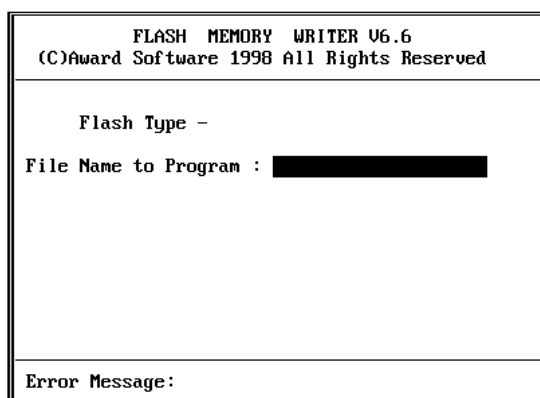 FLASH MEMORY WRITER V6.6
(C)Award Software 1998 All Rights Reserved
Flash Type -
File Name to Program :
Error Message: